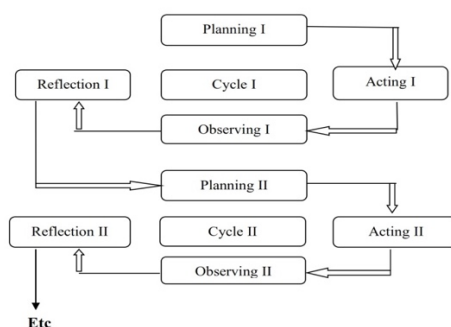 Planning I
Reflection I
Cycle I
Acting I
Observing I
Planning II
Reflection II
Cycle II
Acting II
Observing II
Etc